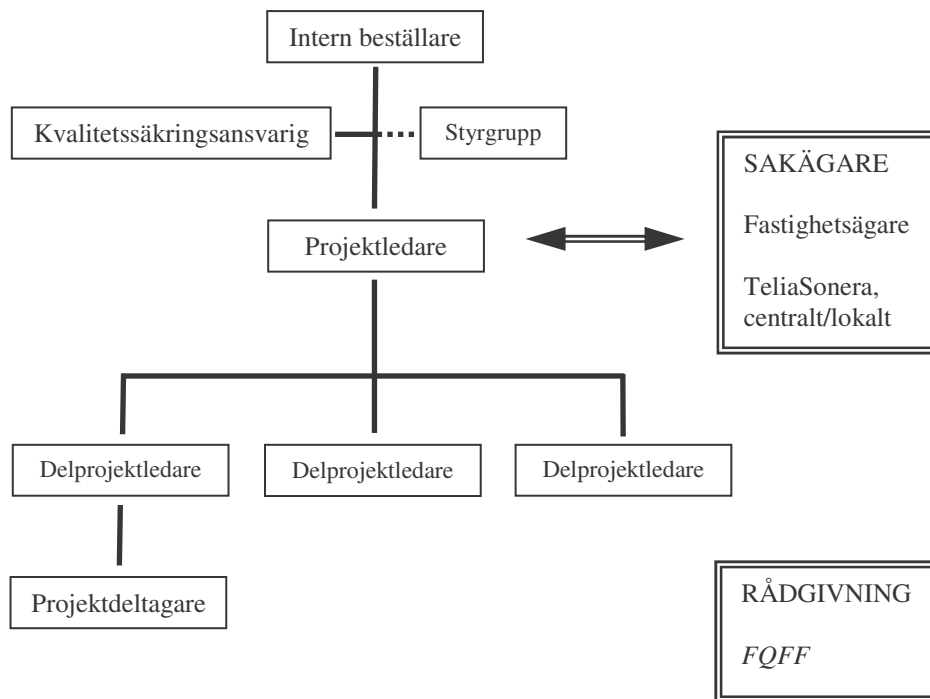 Intern beställare
Kvalitetssäkringsansvarig
Styrgrupp
SAKÄGARE
Fastighetsägare
TeliaSonera,
centralt/lokalt
Projektledare
Delprojektledare
Delprojektledare
Delprojektledare
Projektdeltagare
RÅDGIVNING
FQFF